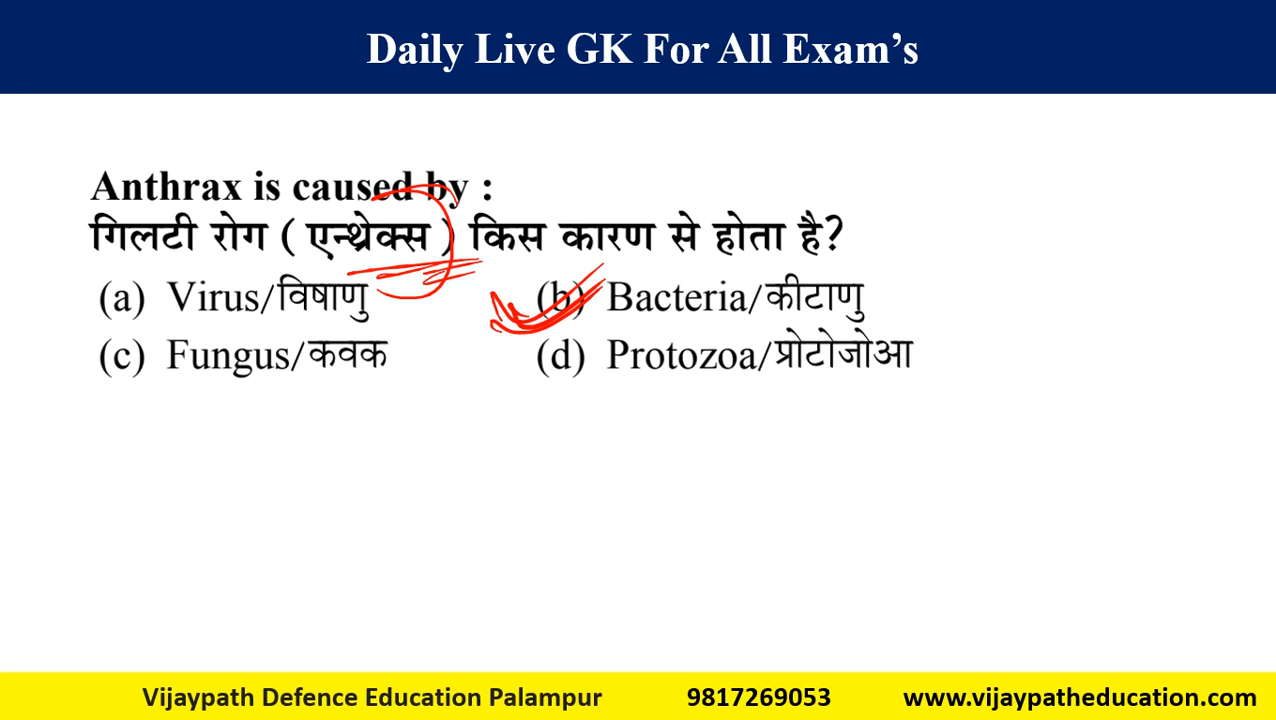 Daily Live GK For All Exam’s
Anthrax is caused by :
गिलटी रोग ( एन्थ्रेक्स ) किस कारण से होता है?
(a) Virus/विषाणु (b) Bacteria/कीटाणु
(c) Fungus/कवक (d) Protozoa/प्रोटोजोआ
Vijaypath Defence Education Palampur 9817269053 www.vijaypatheducation.com